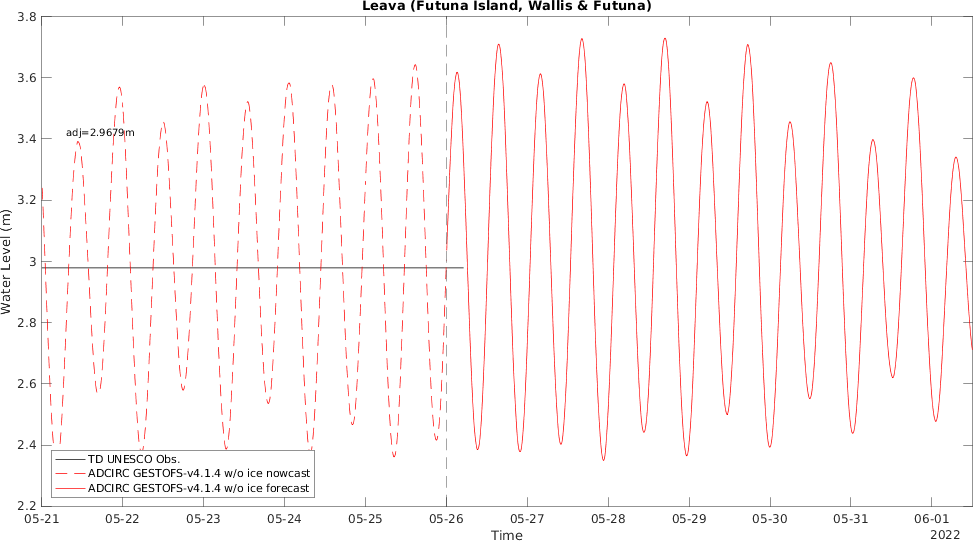 Leava (Futuna Island, Wallis & Futuna)
3.8
3.6
3.4
3.2
3
2.8
2.6
2.4
2.2
Water Level (m)
adj=2.9679m
TD UNESCO Obs.
ADCIRC GESTOFS-v4.1.4 w/o ice nowcast
ADCIRC GESTOFS-v4.1.4 w/o ice forecast
05-21 05-22 05-23 05-24 05-25 05-26 05-27 05-28 05-29 05-30 05-31 06-01
2022
Time